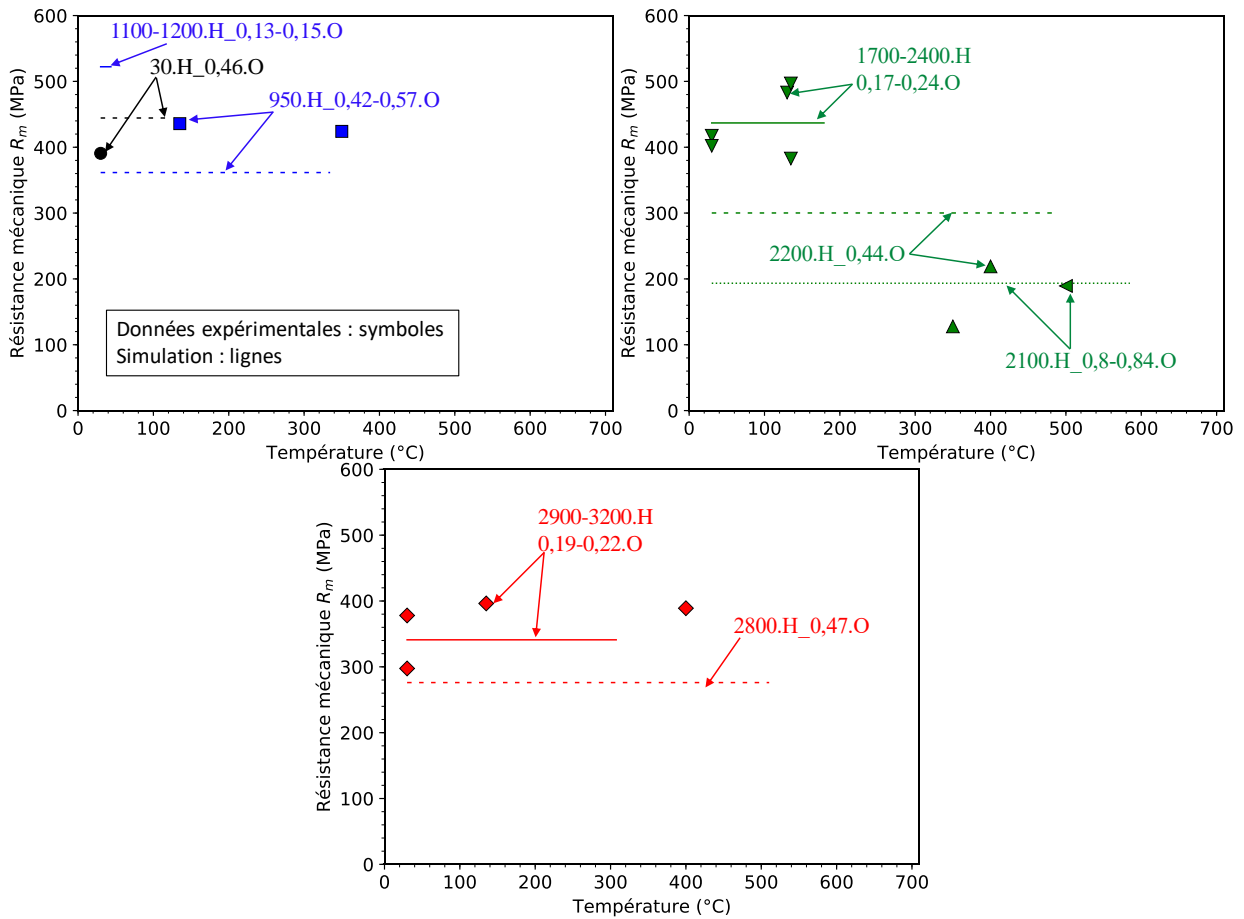 600
500
400
300
200
100
0
Résistance mécanique Rm (MPa)
1100-1200.H_0,13-0,15.O
30.H_0,46.O
950.H_0,42-0,57.O
Données expérimentales : symboles
Simulation : lignes
0 100 200 300 400 500 600 700
Température (°C)
600
500
400
300
200
100
0
Résistance mécanique Rm (MPa)
1700-2400.H
0,17-0,24.O
2200.H_0,44.O
2100.H_0,8-0,84.O
0 100 200 300 400 500 600 700
Température (°C)
600
500
400
300
200
100
0
Résistance mécanique Rm (MPa)
2900-3200.H
0,19-0,22.O
2800.H_0,47.O
0 100 200 300 400 500 600 700
Température (°C)